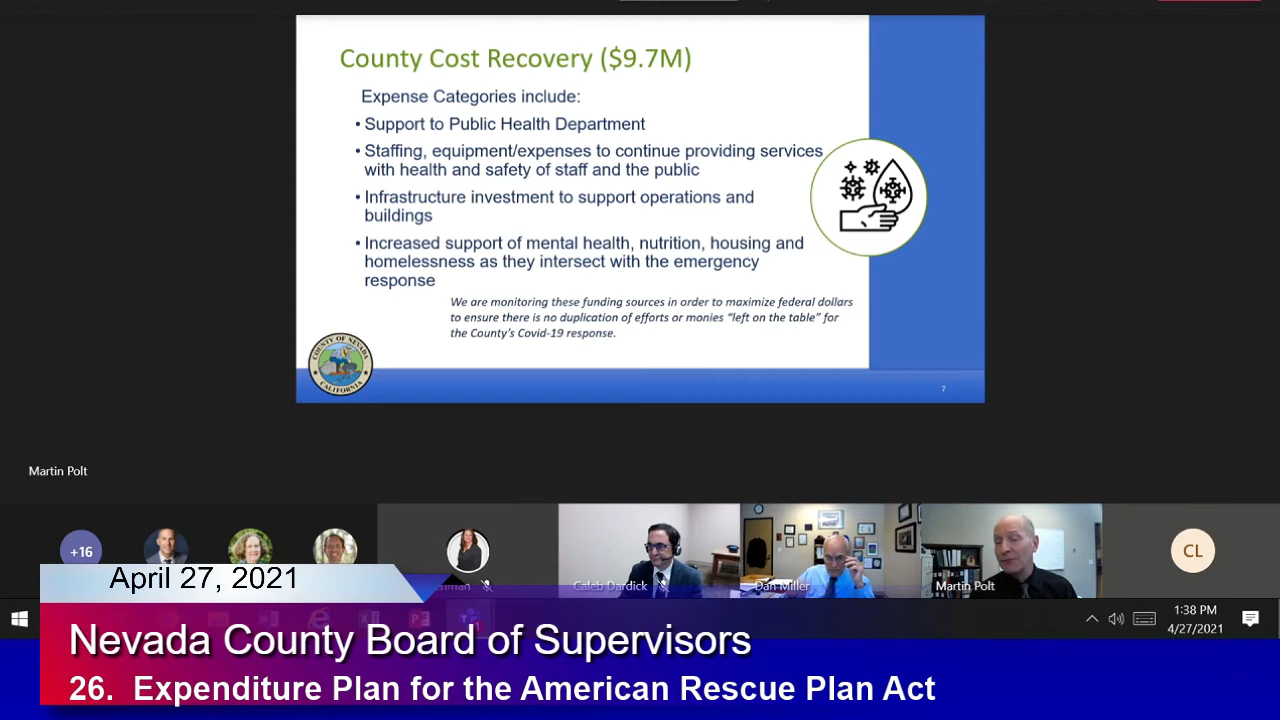 County Cost Recovery ($9.7M)
Expense Categories include:
• Support to Public Health Department
• Staffing, equipment/expenses to continue providing services
with health and safety of staff and the public
• Infrastructure investment to support operations and
buildings
• Increased support of mental health, nutrition, housing and
homelessness as they intersect with the emergency
response
We are monitoring these funding sources in order to maximize federal dollars
to ensure there is no duplication of efforts or monies “left on the table” for
the County’s Covid-19 response.
COUNTY OF NEVADA
CALIFORNIA
7
Martin Polt
+16
CL
Caleb Dardick
Dan Miller
Martin Polt
April 27, 2021
1:38 PM
4/27/2021
Nevada County Board of Supervisors
26. Expenditure Plan for the American Rescue Plan Act